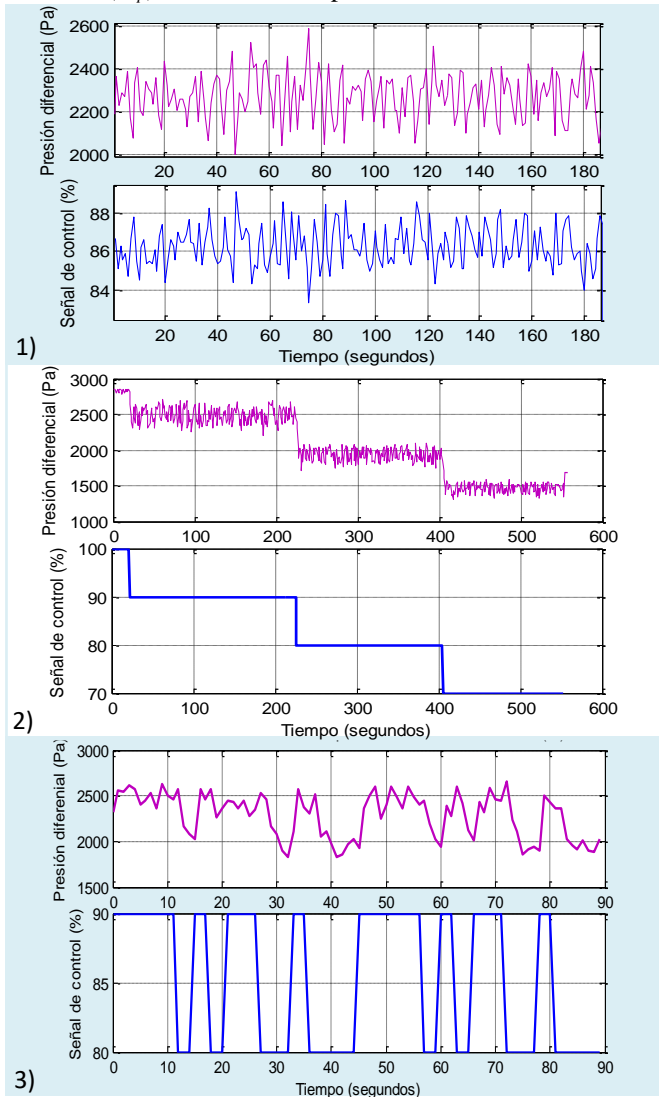 Presión diferencial (Pa)
2600
2400
2200
2000
20 40 60 80 100 120 140 160 180
Señal de control (%)
88
86
84
20 40 60 80 100 120 140 160 180
Tiempo (segundos)
1)
Presión diferencial (Pa)
3000
2500
2000
1500
1000
0 100 200 300 400 500 600
Señal de control (%)
100
90
80
70
0 100 200 300 400 500 600
Tiempo (segundos)
2)
Presión diferenial (Pa)
3000
2500
2000
1500
0 10 20 30 40 50 60 70 80 90
Señal de control (%)
90
85
80
0 10 20 30 40 50 60 70 80 90
Tiempo (segundos)
3)